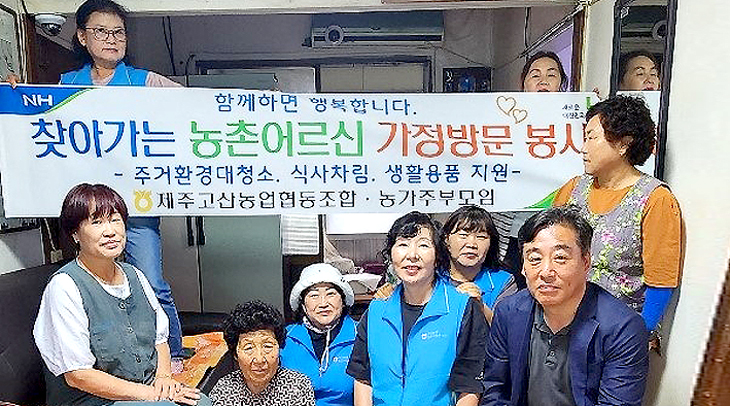 NH
함께하면 행복합니다.
찾아가는 농촌어르신 가정방문 봉사
- 주거환경대청소. 식사차림. 생활용품 지원-
제주고산농업협동조합 · 농가주부모임